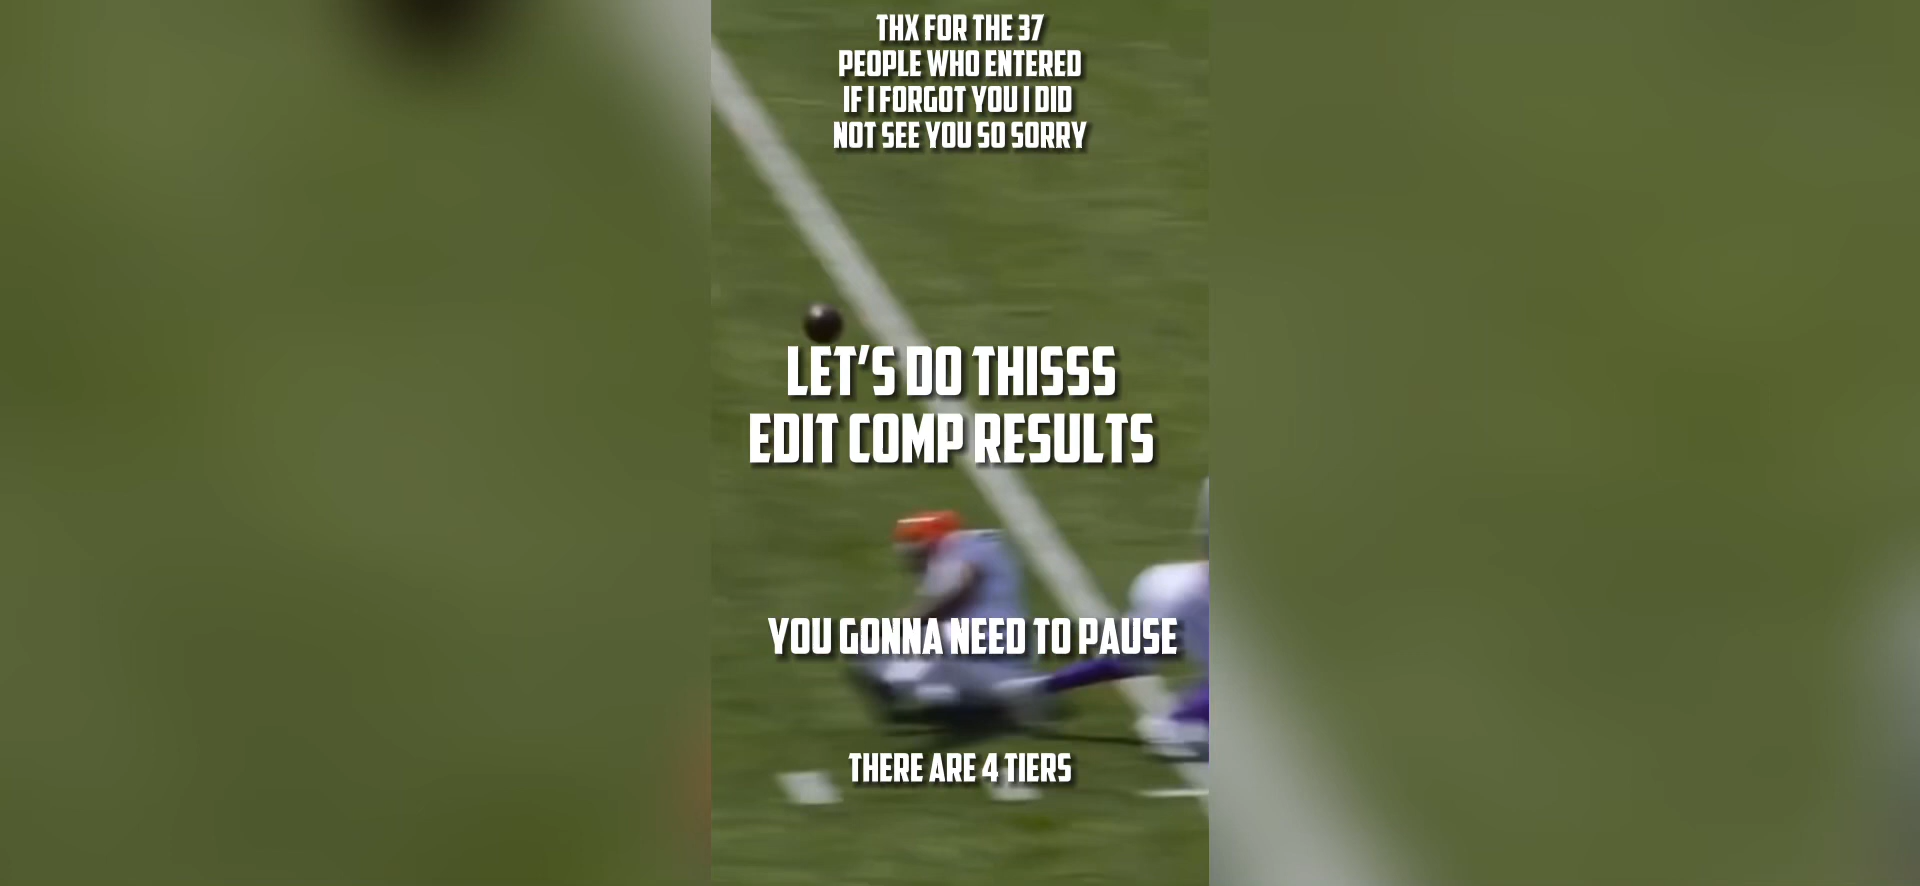 THX FOR THE 37
PEOPLE WHO ENTERED
IF I FORGOT YOU I DID
NOT SEE YOU SO SORRY
LET'S DO THISSS
EDIT COMP RESULTS
YOU GONNA NEED TO PAUSE
THERE ARE 4 TIERS